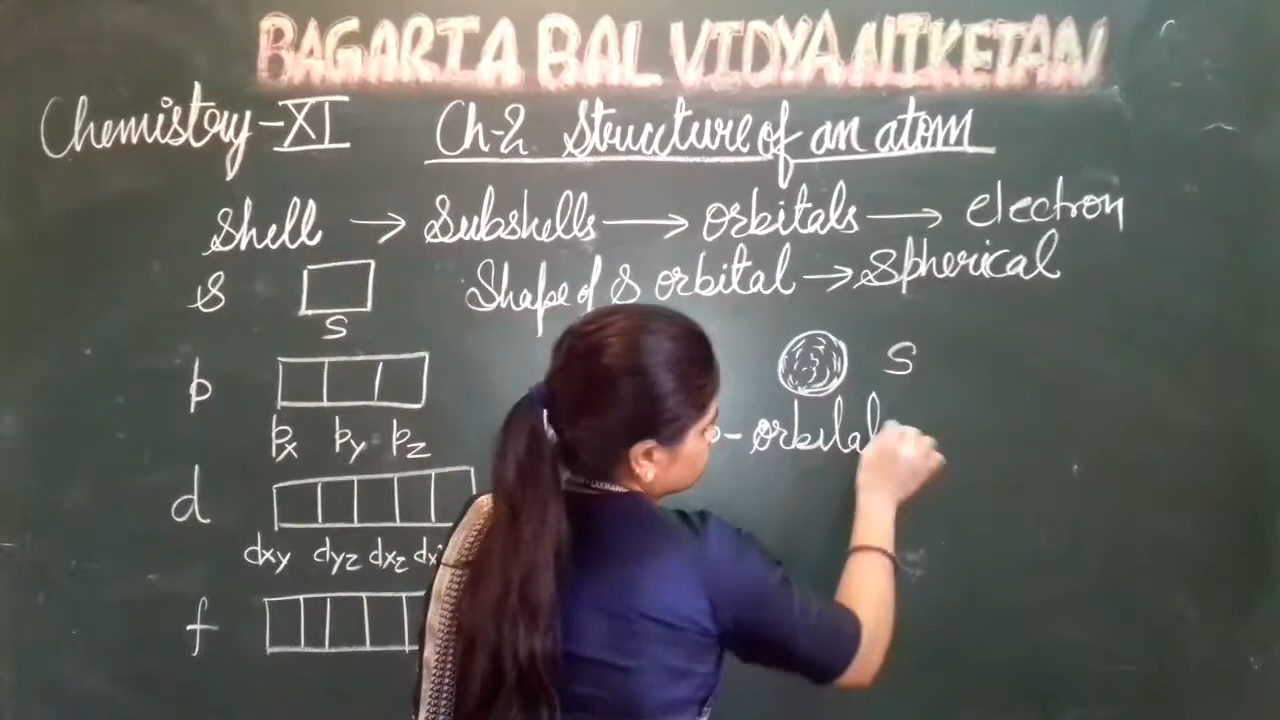 BAGARIA BAL VIDYA NIKETAN
Chemistry-XI Ch-2 Structure of an atom
Shell → Subshells → orbitals → electron
s Shape of s orbital → Spherical
s
p s
- orbital
px py pz
d
dxy dyz dxz
f